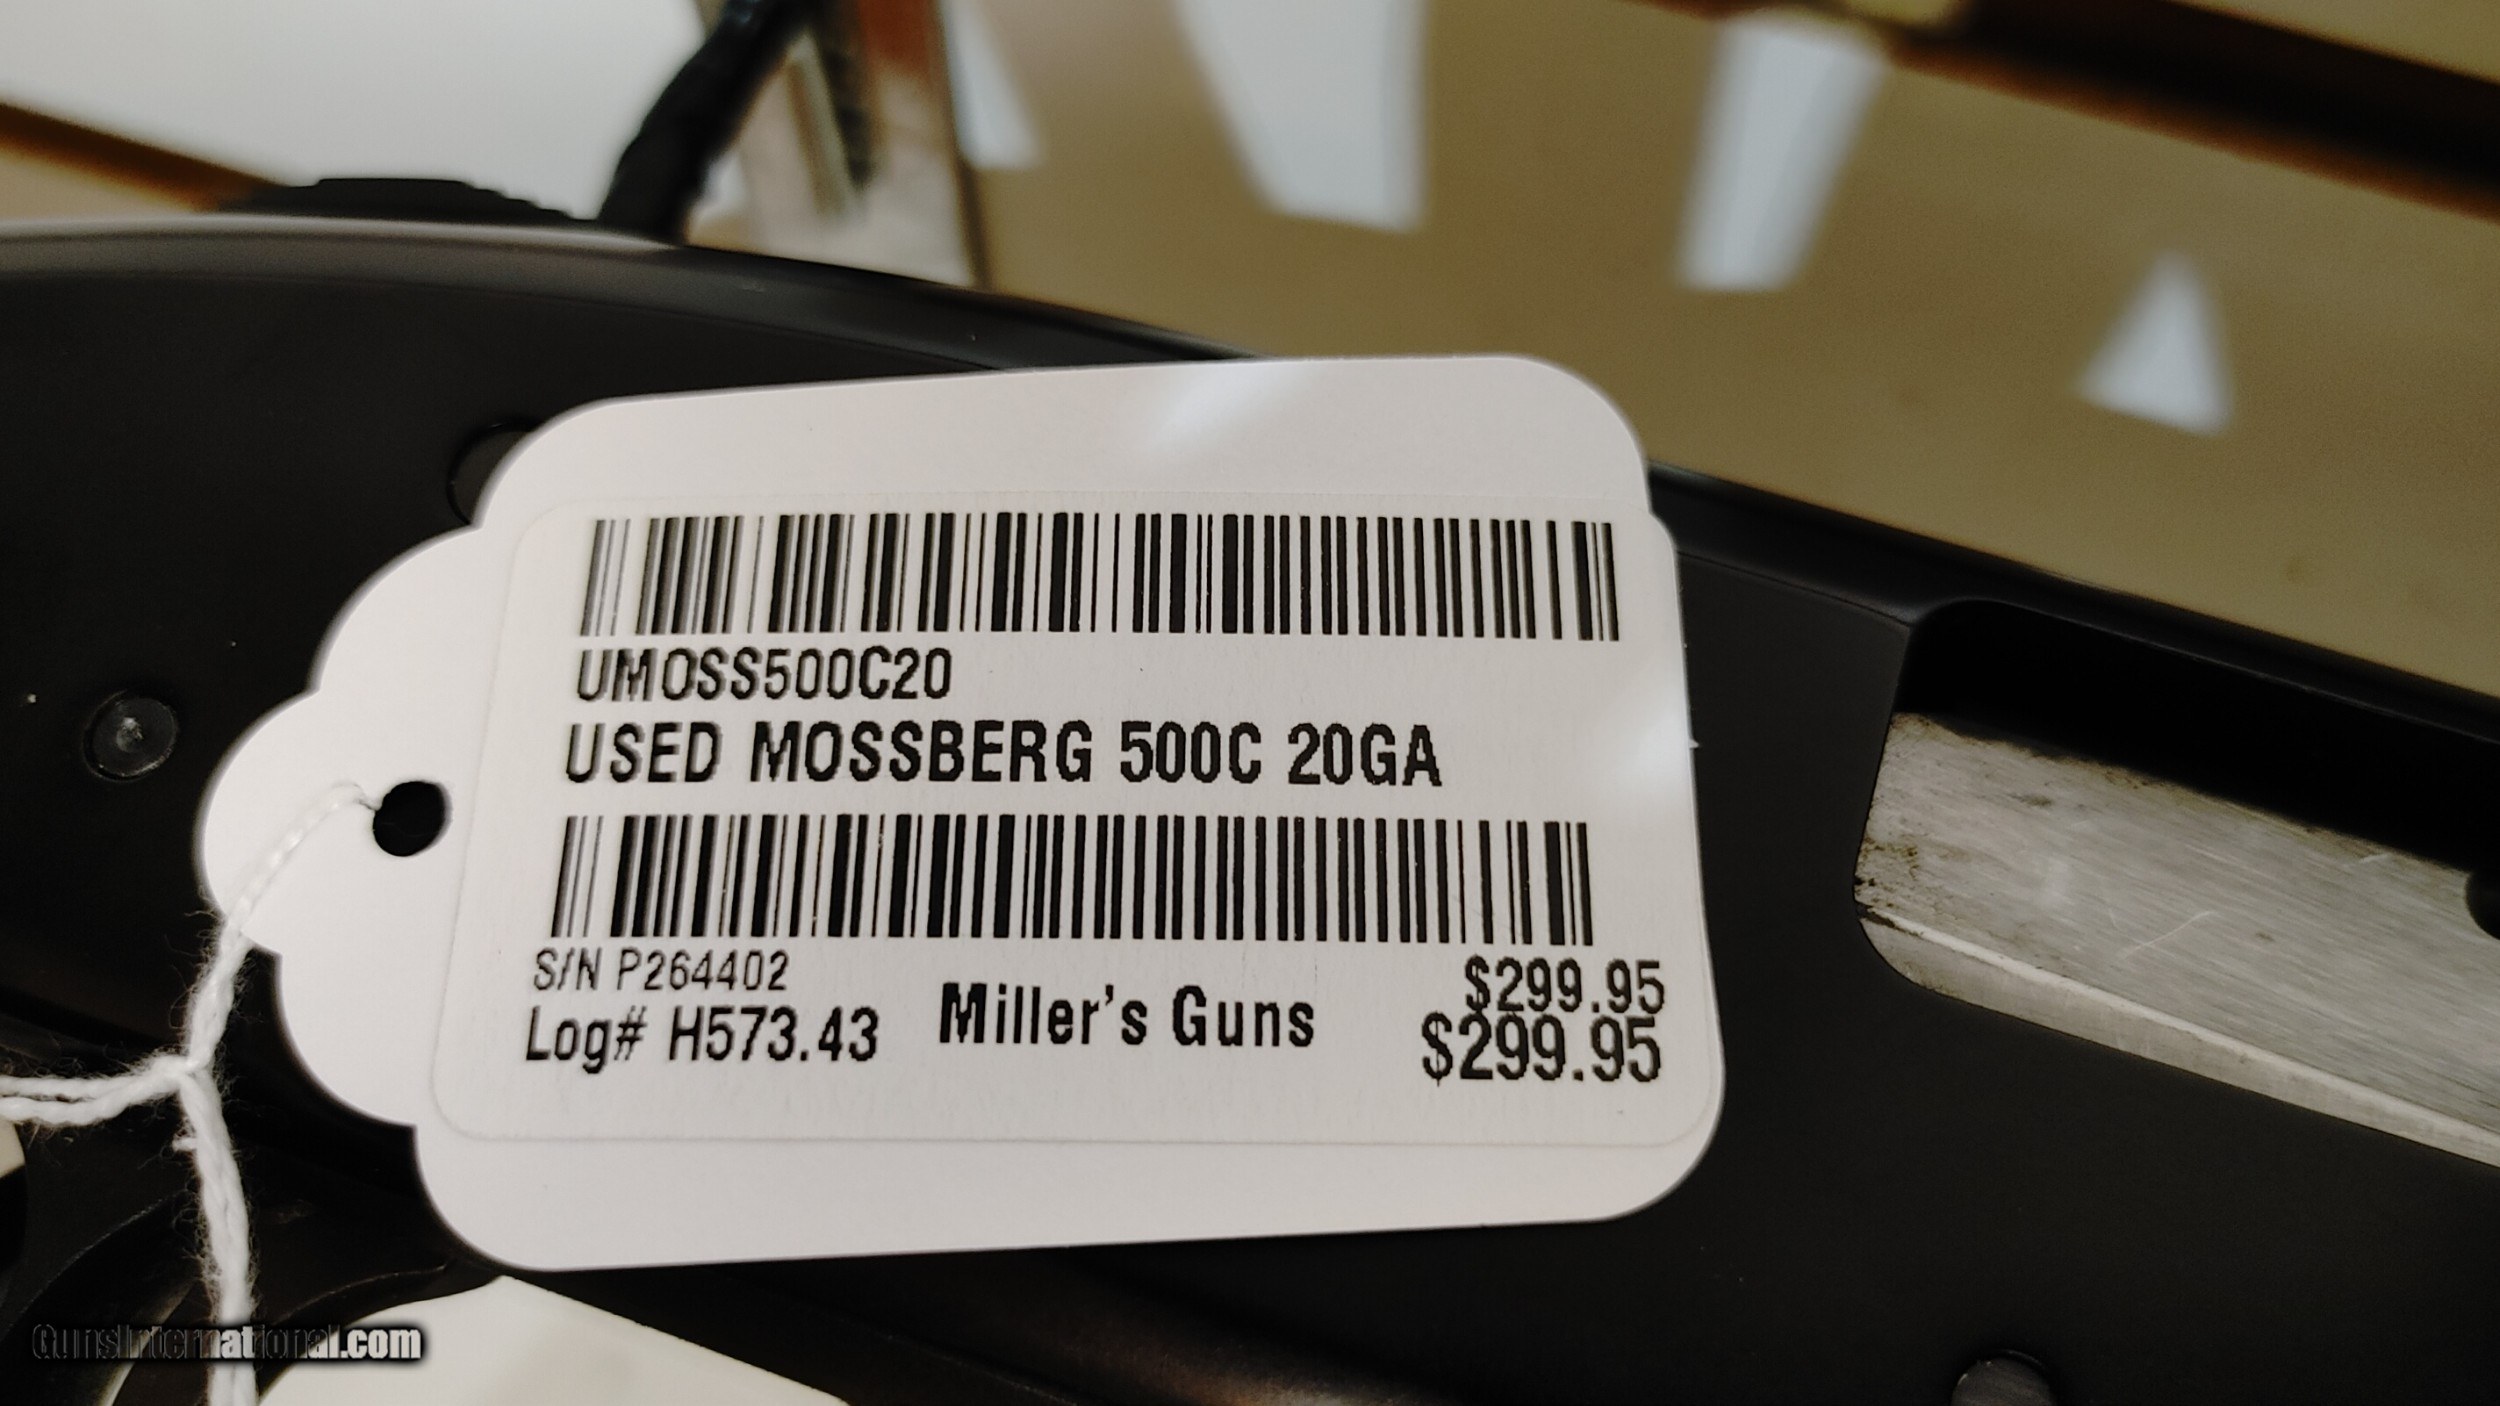 UMOSS500C20
USED MOSSBERG 500C 20GA
S/N P264402
$299.95
Log# H573.43
Miller's Guns
$299.95
GunsInternational.com